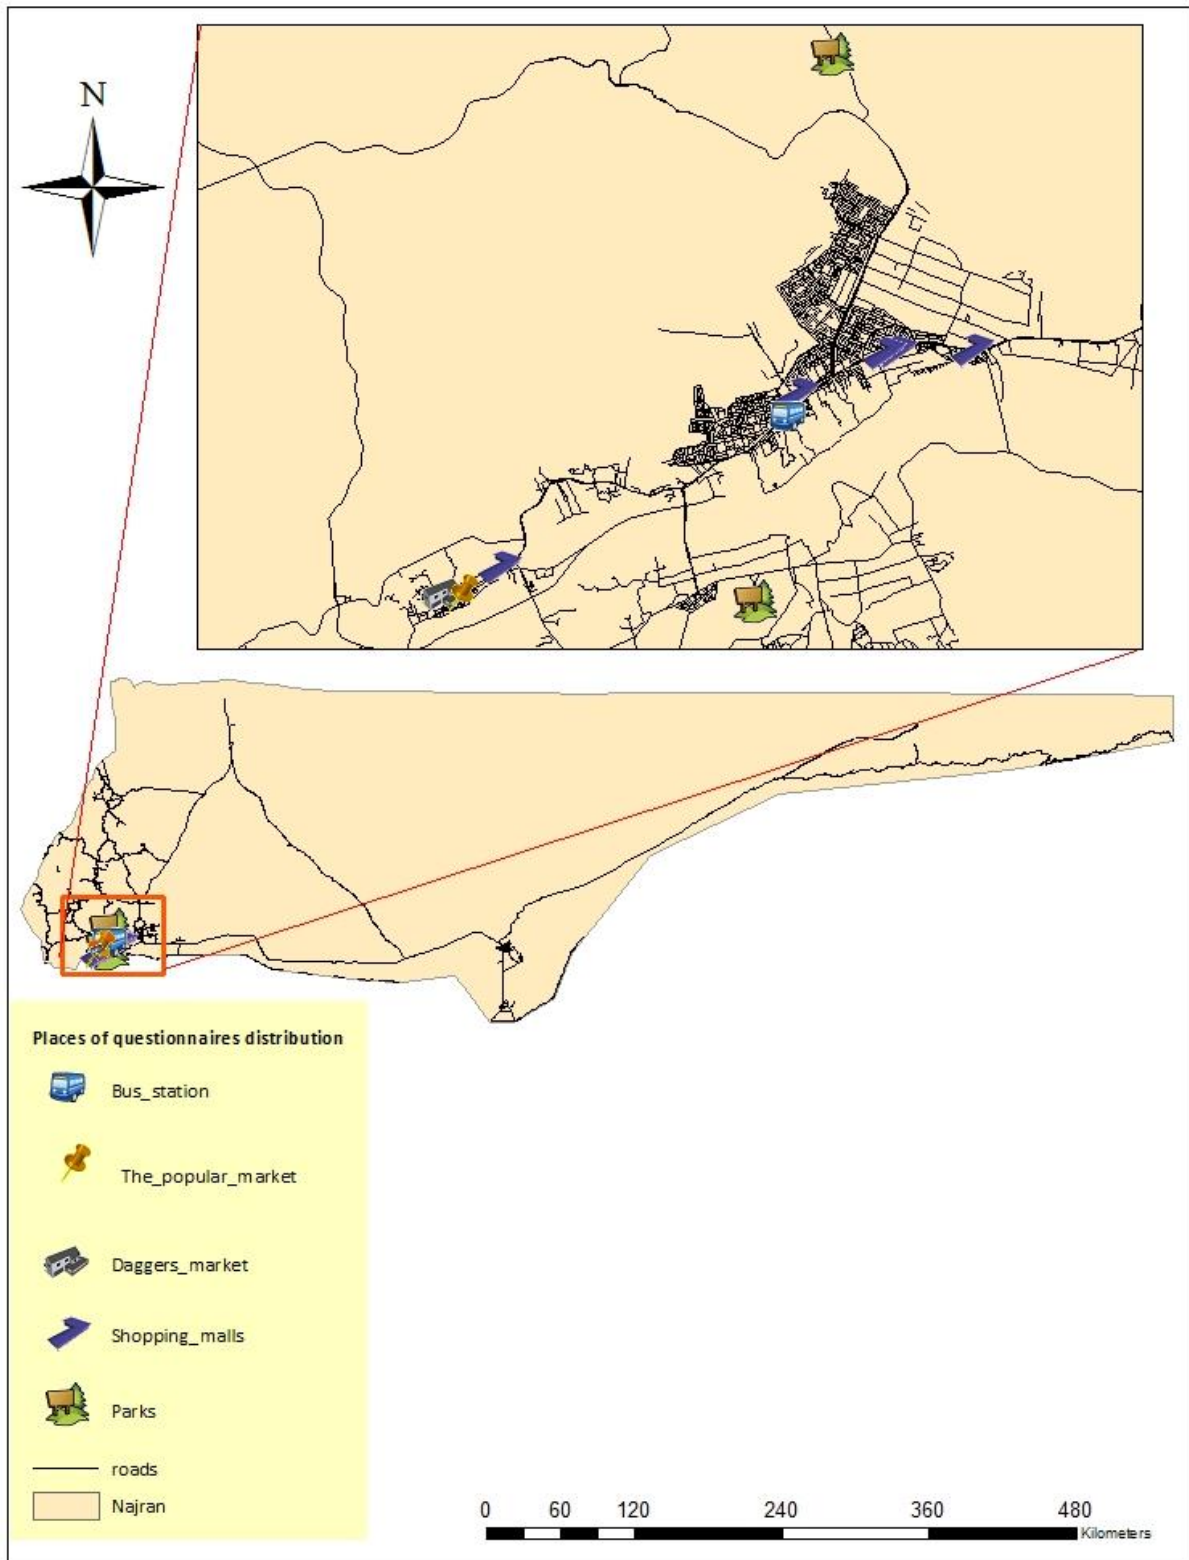 N
Places of questionnaires distribution
Bus_station
The_popular_market
Daggers_market
Shopping_malls
Parks
roads
Najran
0 60 120 240 360 480
Kilometers